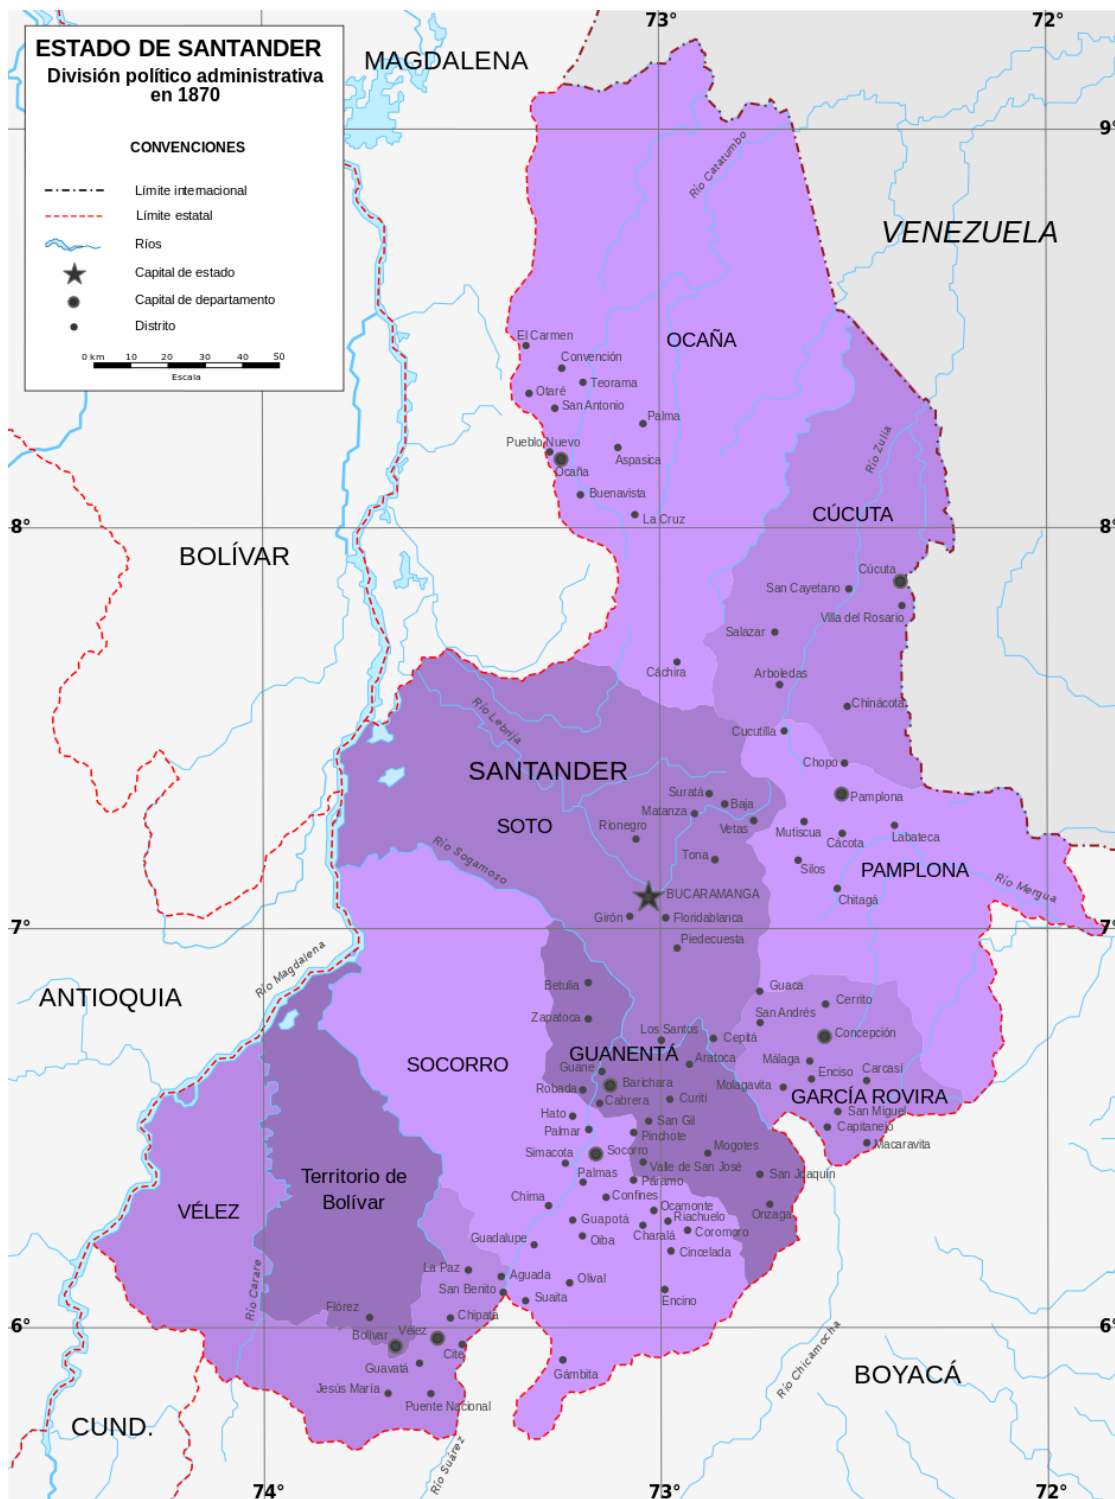 ESTADO DE SANTANDER
División político administrativa
en 1870
CONVENCIONES
Límite internacional
Límite estatal
Ríos
Capital de estado
Capital de departamento
Distrito
0 km 10 20 30 40 50
Escala
73°
72°
MAGDALENA
9°
Río Catatumbo
VENEZUELA
OCAÑA
El Carmen
Convención
Teorama
Otaré
San Antonio
Palma
Pueblo Nuevo
Aspasica
Ocaña
Buenavista
La Cruz
Río Zulia
CÚCUTA
8°
8°
BOLÍVAR
Cúcuta
San Cayetano
Villa del Rosario
Salazar
Cáchira
Arboledas
Chinácota
Río Lebrija
Cucutilla
Chopo
SANTANDER
Suratá
Baja
Pamplona
Matanza
SOTO
Rionegro
Vetas
Mutiscua
Cácota
Labateca
Río Sogamoso
Tona
Silos
PAMPLONA
Río Mergua
BUCARAMANGA
Chitagá
Girón
Floridablanca
7°
7°
Piedecuesta
Río Magdalena
ANTIOQUIA
Betulia
Guaca
Cerrito
Zapatoca
San Andrés
Los Santos
Cepitá
Concepción
SOCORRO
GUANENTÁ
Aratoca
Málaga
Guane
Enciso
Carcasí
Robada
Barichara
Molagavita
Cabrera
Curití
GARCÍA ROVIRA
Hato
San Gil
San Miguel
Palmar
Pinchote
Capitanejo
Simacota
Socorro
Mogotes
Macaravita
Territorio de
Bolívar
Palmas
Valle de San José
San Joaquín
Páramo
VÉLEZ
Chima
Confines
Ocamonte
Guapotá
Riachuelo
Onzaga
Guadalupe
Oiba
Charalá
Coromoro
Cincelada
La Paz
Aguada
Olival
San Benito
Río Carare
Suaita
Encino
Flórez
Chipatá
6°
6°
Bolívar
Vélez
Cite
Guavatá
Gámbita
Río Chicamocha
BOYACÁ
Jesús María
Puente Nacional
CUND.
Río Suárez
74°
73°
72°